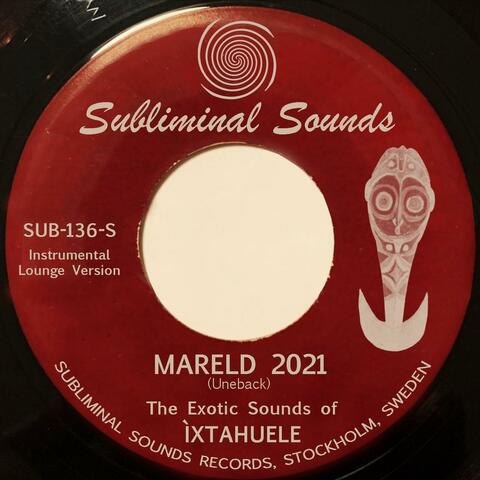 Subliminal Sounds
SUB-136-S
Instrumental
Lounge Version
MARELD 2021
(Uneback)
The Exotic Sounds of
ÌXTAHUELE
SUBLIMINAL SOUNDS RECORDS, STOCKHOLM, SWEDEN